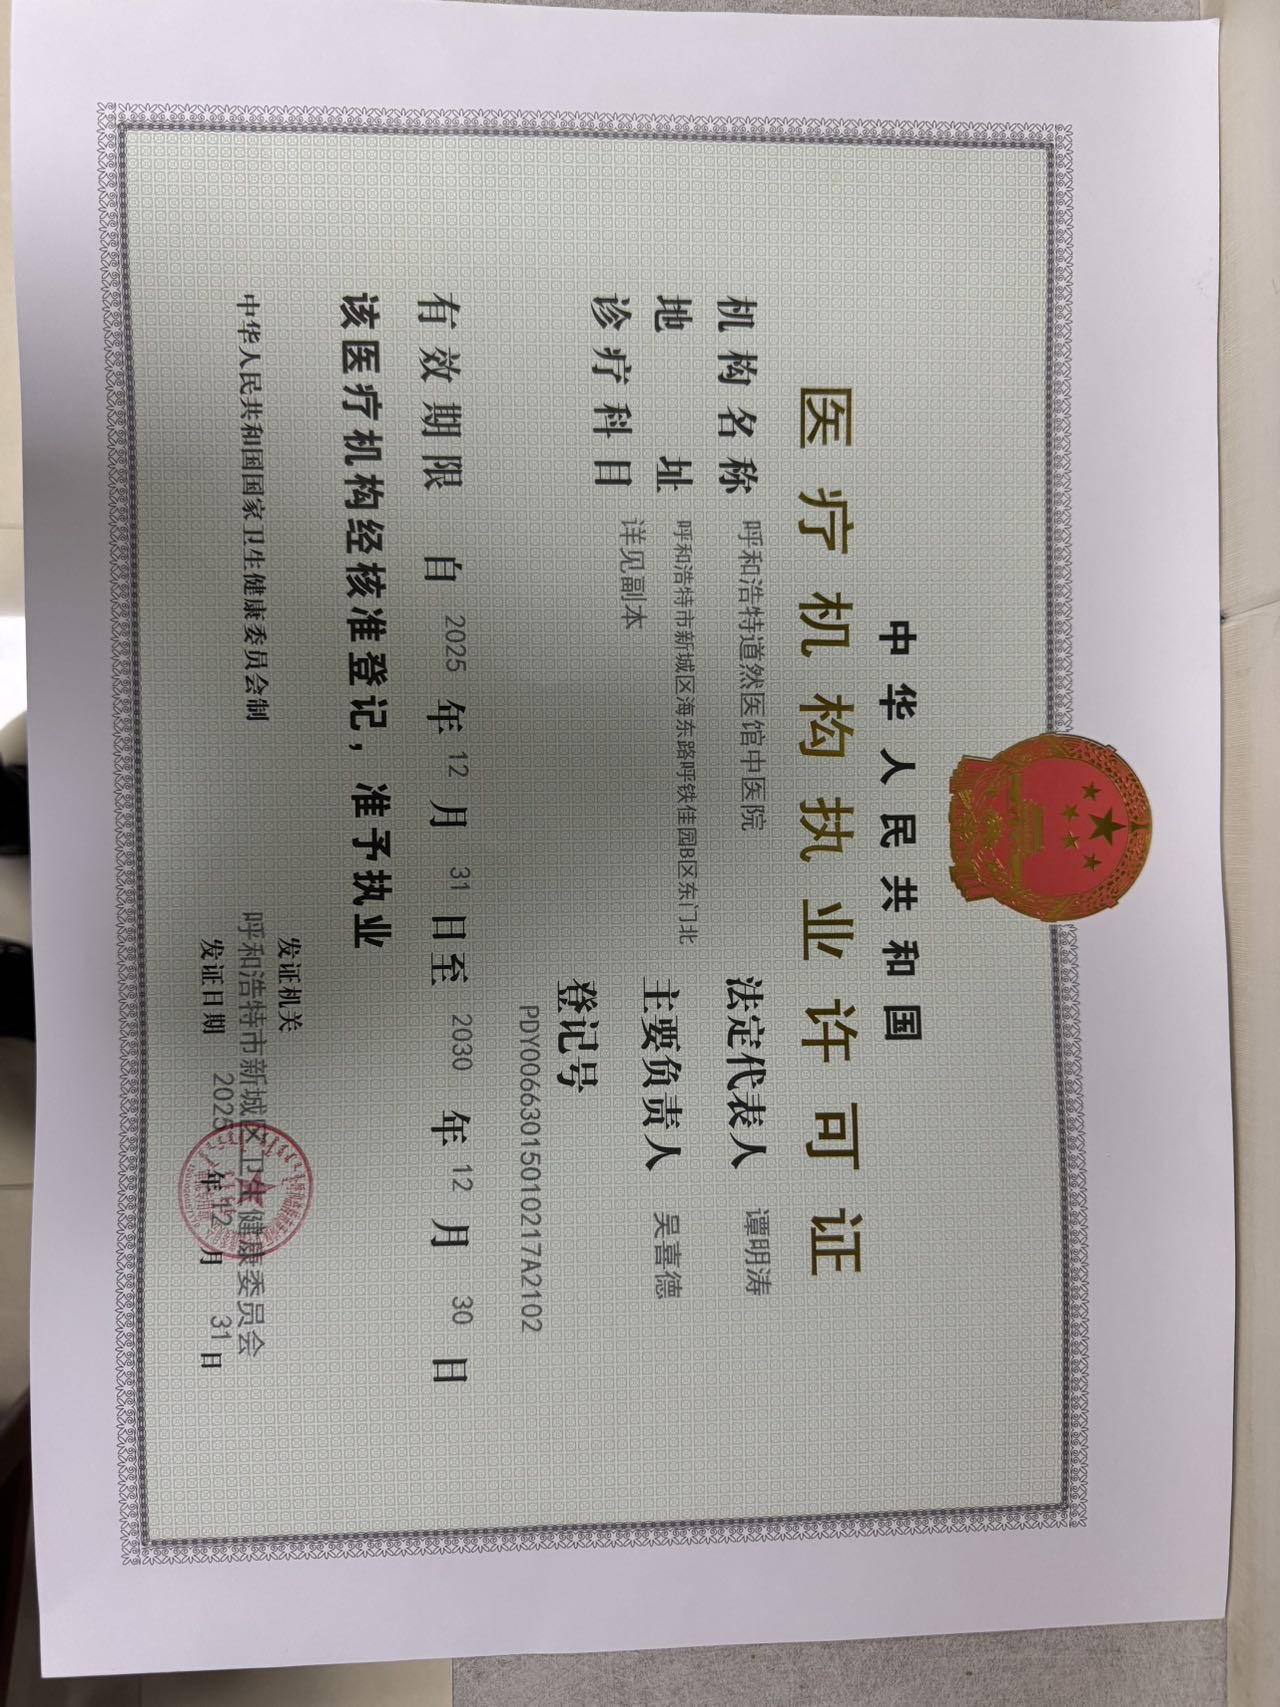 中华人民共和国
医疗机构执业许可证
机构名称 呼和浩特道然医馆中医院
法定代表人 谭明涛
地址 呼和浩特市新城区海东路呼铁佳园B区东门北
主要负责人 吴喜德
诊疗科目 详见副本
登记号
PDY00663015010217A2102
有效期限 自 2025 年 12 月 31 日至 2030 年 12 月 30 日
该医疗机构经核准登记，准予执业
发证机关
呼和浩特市新城区卫生健康委员会
中华人民共和国国家卫生健康委员会制
发证日期 2025 年 12 月 31 日